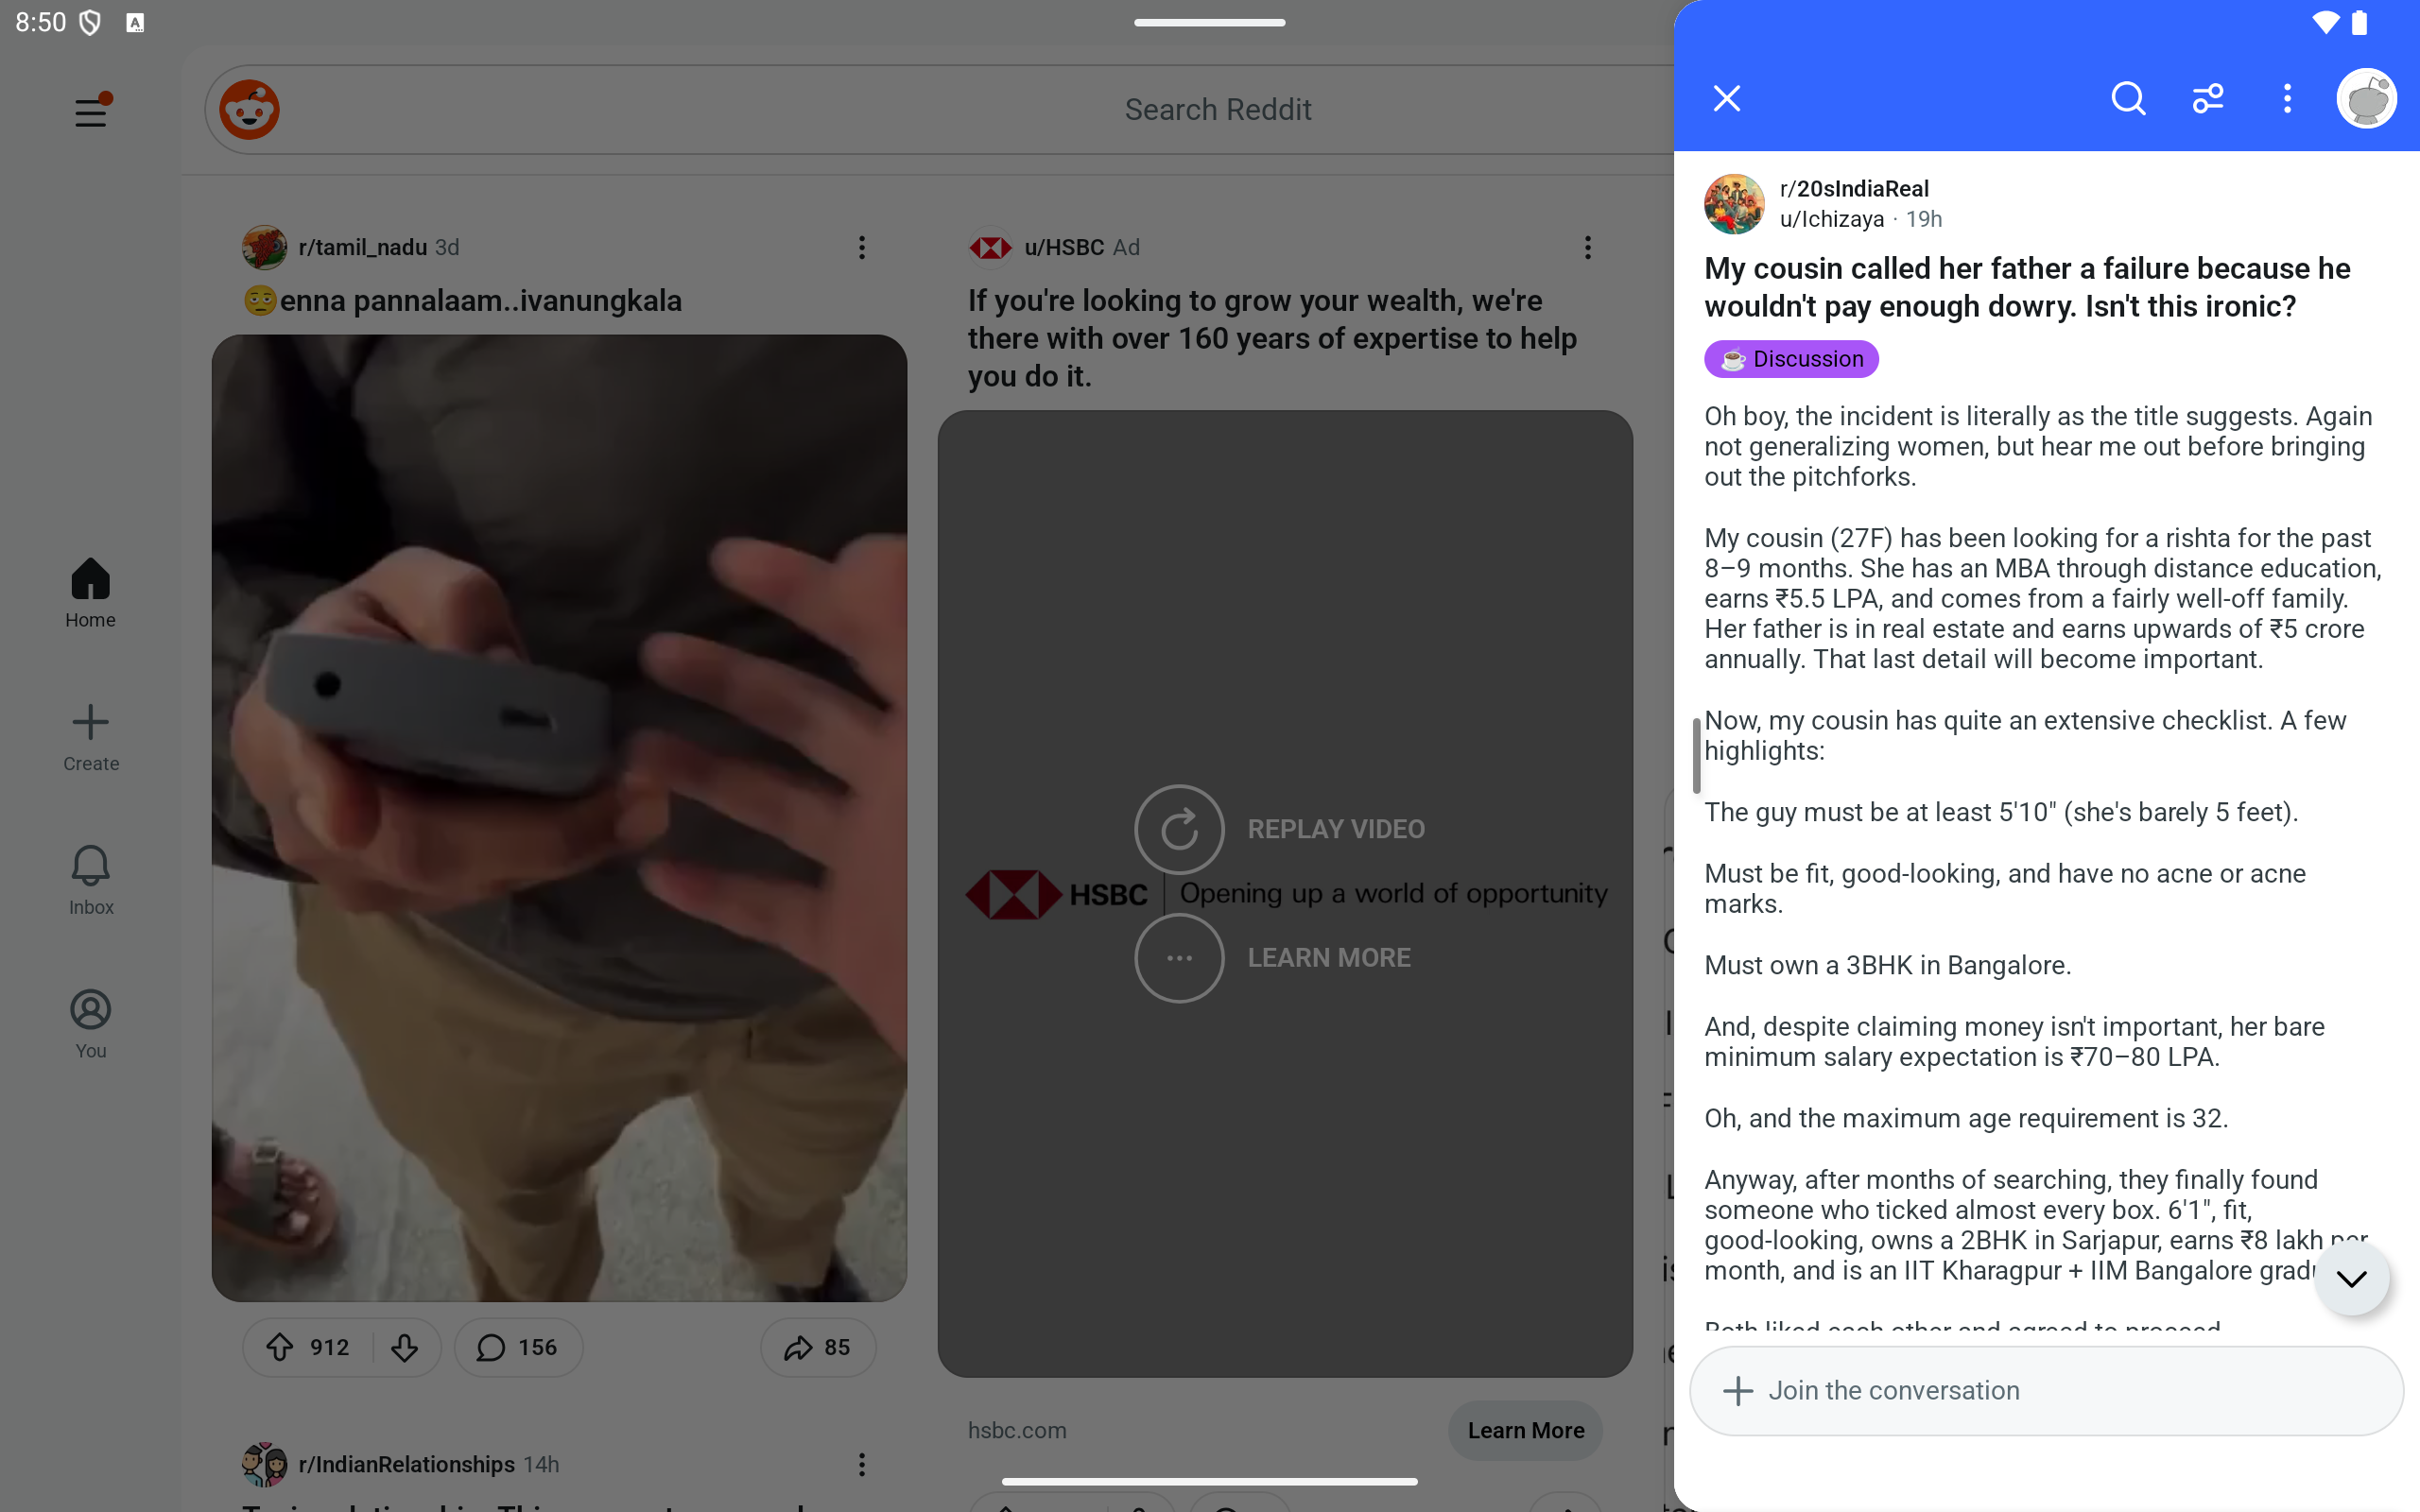 8:50
Search Reddit
Home
Create
Inbox
You
r/tamil_nadu 3d
enna pannalaam..ivanungkala
912
156
85
r/IndianRelationships 14h
u/HSBC Ad
If you're looking to grow your wealth, we're
there with over 160 years of expertise to help
you do it.
REPLAY VIDEO
HSBC Opening up a world of opportunity
LEARN MORE
hsbc.com
Learn More
r/20sIndiaReal
u/Ichizaya · 19h
My cousin called her father a failure because he
wouldn't pay enough dowry. Isn't this ironic?
Discussion
Oh boy, the incident is literally as the title suggests. Again
not generalizing women, but hear me out before bringing
out the pitchforks.
My cousin (27F) has been looking for a rishta for the past
8–9 months. She has an MBA through distance education,
earns ₹5.5 LPA, and comes from a fairly well-off family.
Her father is in real estate and earns upwards of ₹5 crore
annually. That last detail will become important.
Now, my cousin has quite an extensive checklist. A few
highlights:
The guy must be at least 5'10" (she's barely 5 feet).
Must be fit, good-looking, and have no acne or acne
marks.
Must own a 3BHK in Bangalore.
And, despite claiming money isn't important, her bare
minimum salary expectation is ₹70–80 LPA.
Oh, and the maximum age requirement is 32.
Anyway, after months of searching, they finally found
someone who ticked almost every box. 6'1", fit,
good-looking, owns a 2BHK in Sarjapur, earns ₹8 lakh per
month, and is an IIT Kharagpur + IIM Bangalore
Both liked each other and agreed to proceed
Join the conversation